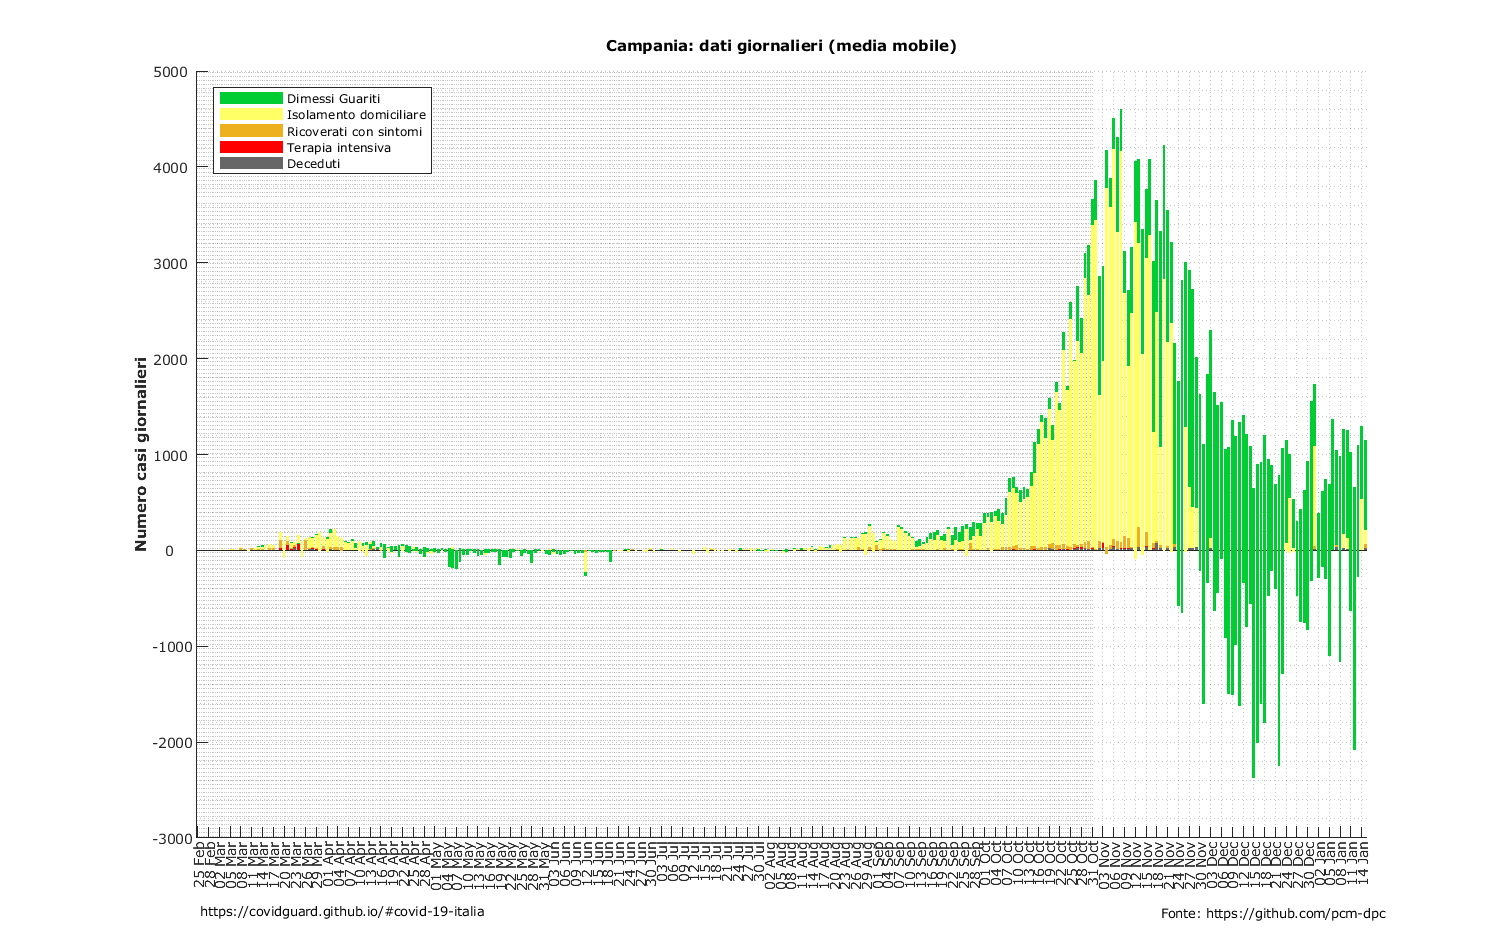 Campania: dati giornalieri (media mobile)
5000
4000
3000
2000
1000
0
-1000
-2000
-3000
Numero casi giornalieri
Dimessi Guariti
Isolamento domiciliare
Ricoverati con sintomi
Terapia intensiva
Deceduti
25 Feb
28 Feb
02 Mar
05 Mar
08 Mar
11 Mar
14 Mar
17 Mar
20 Mar
23 Mar
26 Mar
29 Mar
01 Apr
04 Apr
07 Apr
10 Apr
13 Apr
16 Apr
19 Apr
22 Apr
25 Apr
28 Apr
01 May
04 May
07 May
10 May
13 May
16 May
19 May
22 May
25 May
28 May
31 May
03 Jun
06 Jun
09 Jun
12 Jun
15 Jun
18 Jun
21 Jun
24 Jun
27 Jun
30 Jun
03 Jul
06 Jul
09 Jul
12 Jul
15 Jul
18 Jul
21 Jul
24 Jul
27 Jul
30 Jul
02 Aug
05 Aug
08 Aug
11 Aug
14 Aug
17 Aug
20 Aug
23 Aug
26 Aug
29 Aug
01 Sep
04 Sep
07 Sep
10 Sep
13 Sep
16 Sep
19 Sep
22 Sep
25 Sep
28 Sep
01 Oct
04 Oct
07 Oct
10 Oct
13 Oct
16 Oct
19 Oct
22 Oct
25 Oct
28 Oct
31 Oct
03 Nov
06 Nov
09 Nov
12 Nov
15 Nov
18 Nov
21 Nov
24 Nov
27 Nov
30 Nov
03 Dec
06 Dec
09 Dec
12 Dec
15 Dec
18 Dec
21 Dec
24 Dec
27 Dec
30 Dec
02 Jan
05 Jan
08 Jan
11 Jan
14 Jan
https://covidguard.github.io/#covid-19-italia
Fonte: https://github.com/pcm-dpc